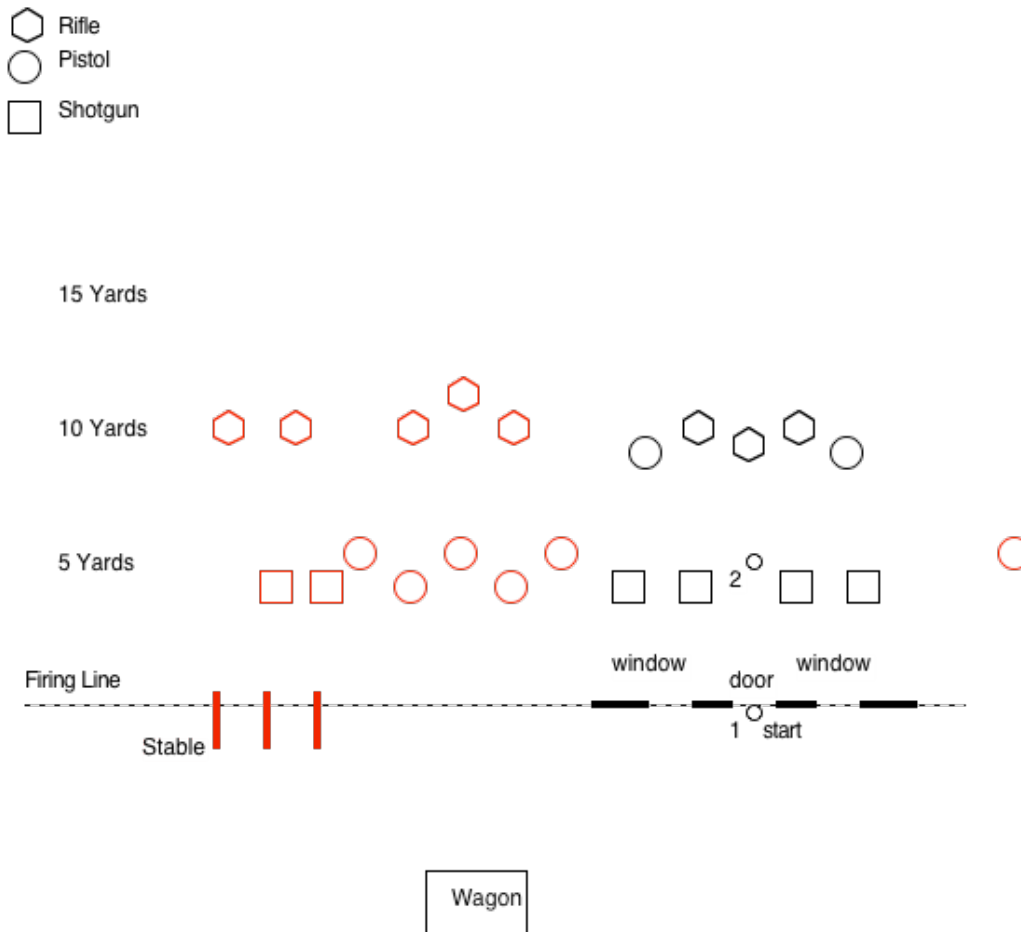 Rifle
Pistol
Shotgun
15 Yards
10 Yards
5 Yards
2
window
window
Firing Line
door
1
start
Stable
Wagon